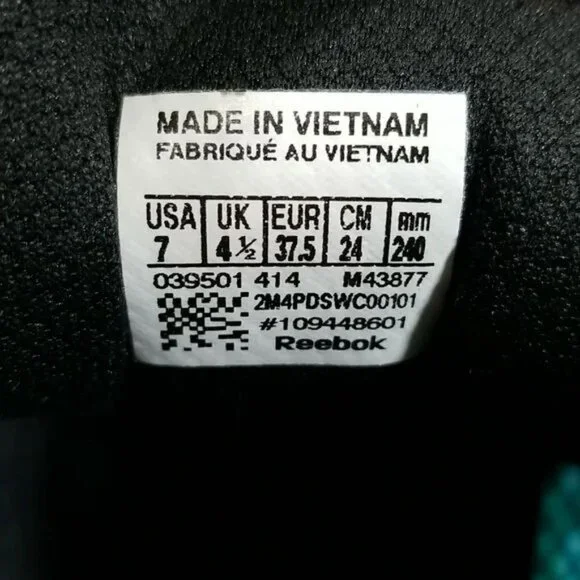 MADE IN VIETNAM
FABRIQUÉ AU VIETNAM
USA UK EUR CM mm
7 4½ 37.5 24 240
039501 414 M43877
2M4PDSWC00101
#109448601
Reebok